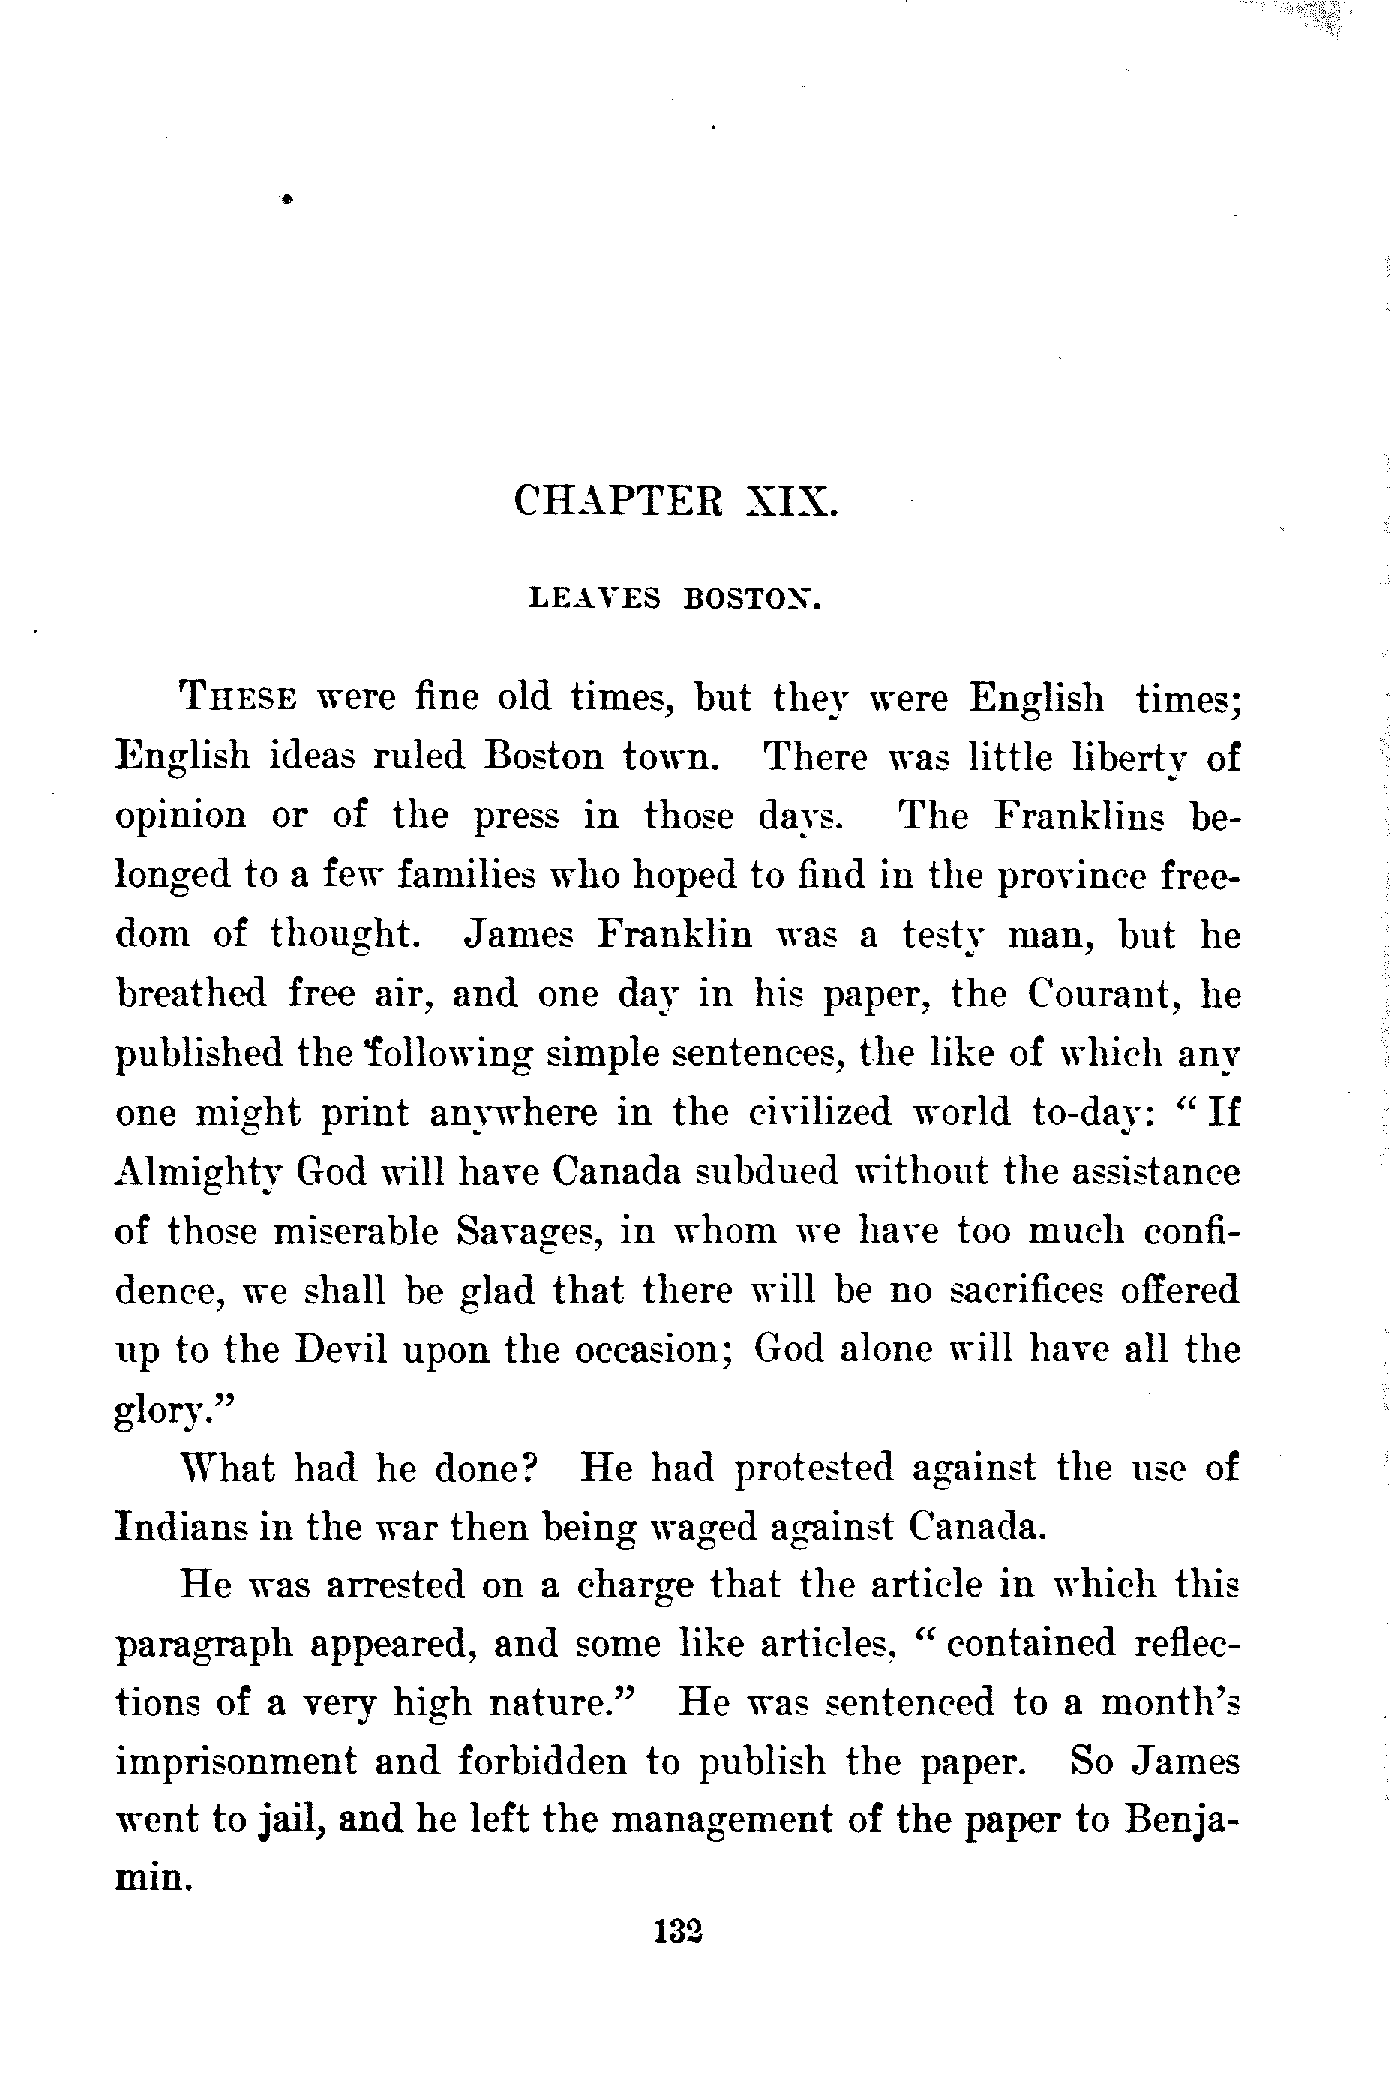 CHAPTER XIX.
LEAVES BOSTON.
THESE were fine old times, but they were English times;
English ideas ruled Boston town. There was little liberty of
opinion or of the press in those days. The Franklins be-
longed to a few families who hoped to find in the province free-
dom of thought. James Franklin was a testy man, but he
breathed free air, and one day in his paper, the Courant, he
published the following simple sentences, the like of which any
one might print anywhere in the civilized world to-day: “ If
Almighty God will have Canada subdued without the assistance
of those miserable Savages, in whom we have too much confi-
dence, we shall be glad that there will be no sacrifices offered
up to the Devil upon the occasion; God alone will have all the
glory.”
What had he done? He had protested against the use of
Indians in the war then being waged against Canada.
He was arrested on a charge that the article in which this
paragraph appeared, and some like articles, “ contained reflec-
tions of a very high nature.” He was sentenced to a month’s
imprisonment and forbidden to publish the paper. So James
went to jail, and he left the management of the paper to Benja-
min.
132